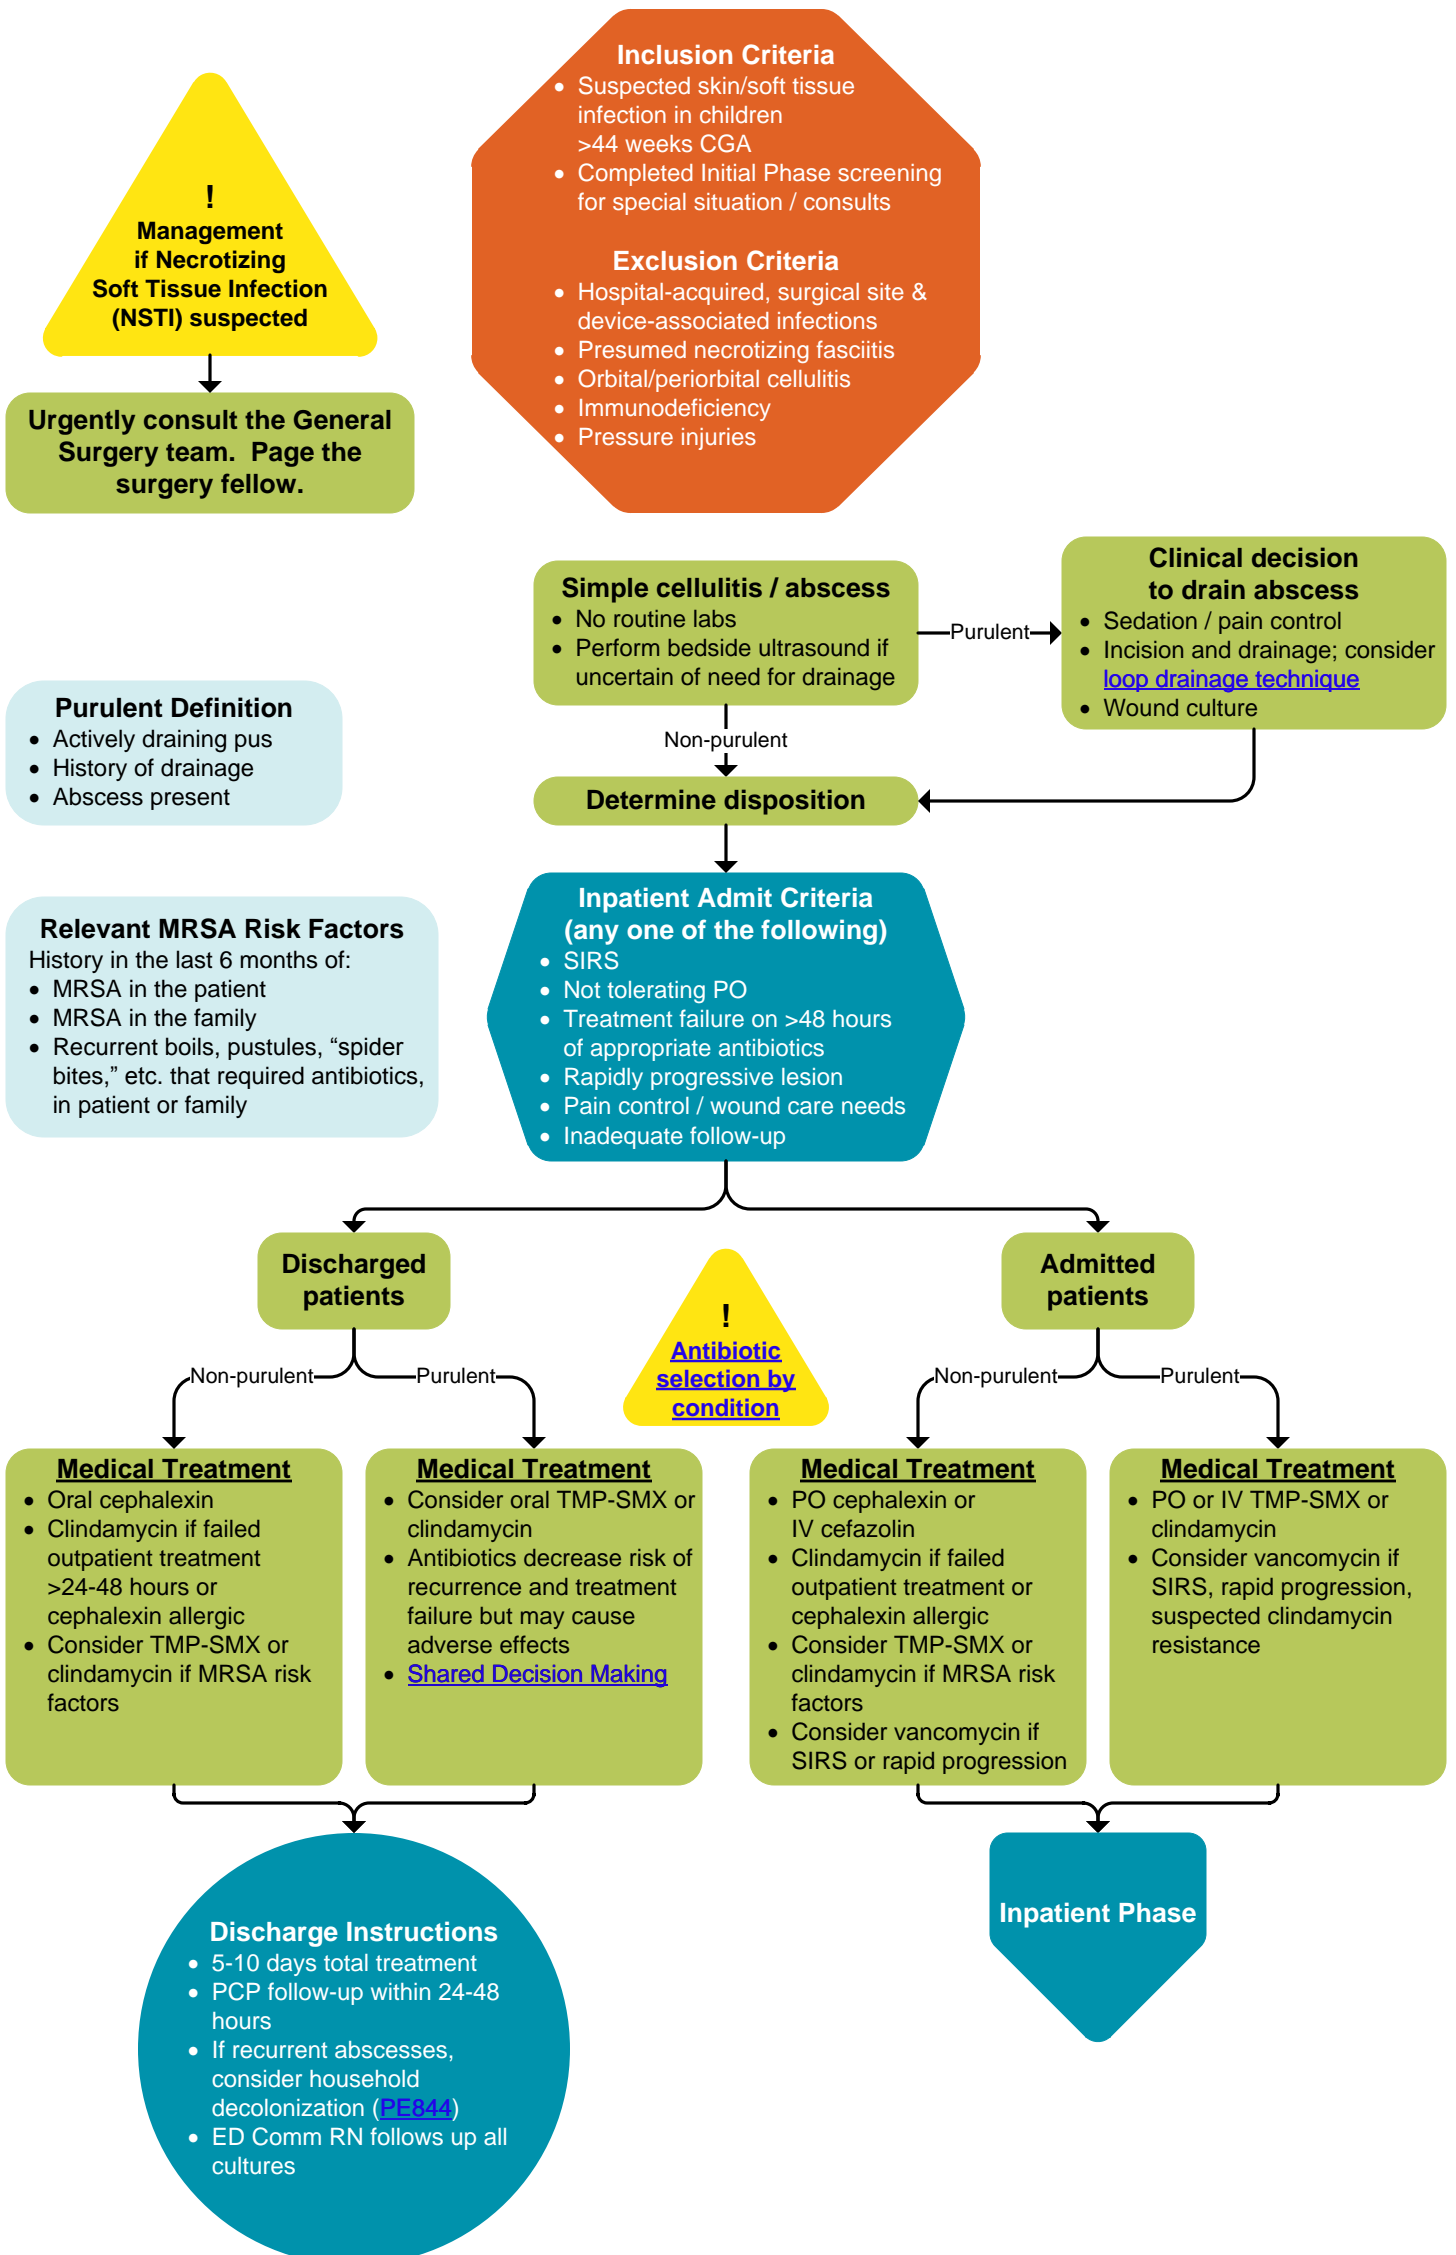 Inclusion Criteria
• Suspected skin/soft tissue
infection in children
>44 weeks CGA
• Completed Initial Phase screening
for special situation / consults
Exclusion Criteria
• Hospital-acquired, surgical site &
device-associated infections
• Presumed necrotizing fasciitis
• Orbital/periorbital cellulitis
• Immunodeficiency
• Pressure injuries
!
Management
if Necrotizing
Soft Tissue Infection
(NSTI) suspected
Urgently consult the General
Surgery team. Page the
surgery fellow.
Simple cellulitis / abscess
• No routine labs
• Perform bedside ultrasound if
uncertain of need for drainage
Purulent
Clinical decision
to drain abscess
• Sedation / pain control
• Incision and drainage; consider
loop drainage technique
• Wound culture
Non-purulent
Purulent Definition
• Actively draining pus
• History of drainage
• Abscess present
Determine disposition
Relevant MRSA Risk Factors
History in the last 6 months of:
• MRSA in the patient
• MRSA in the family
• Recurrent boils, pustules, “spider
bites,” etc. that required antibiotics,
in patient or family
Inpatient Admit Criteria
(any one of the following)
• SIRS
• Not tolerating PO
• Treatment failure on >48 hours
of appropriate antibiotics
• Rapidly progressive lesion
• Pain control / wound care needs
• Inadequate follow-up
Discharged
patients
!
Antibiotic
selection by
condition
Admitted
patients
Non-purulent
Purulent
Non-purulent
Purulent
Medical Treatment
• Oral cephalexin
• Clindamycin if failed
outpatient treatment
>24-48 hours or
cephalexin allergic
• Consider TMP-SMX or
clindamycin if MRSA risk
factors
Medical Treatment
• Consider oral TMP-SMX or
clindamycin
• Antibiotics decrease risk of
recurrence and treatment
failure but may cause
adverse effects
• Shared Decision Making
Medical Treatment
• PO cephalexin or
IV cefazolin
• Clindamycin if failed
outpatient treatment or
cephalexin allergic
• Consider TMP-SMX or
clindamycin if MRSA risk
factors
• Consider vancomycin if
SIRS or rapid progression
Medical Treatment
• PO or IV TMP-SMX or
clindamycin
• Consider vancomycin if
SIRS, rapid progression,
suspected clindamycin
resistance
Discharge Instructions
• 5-10 days total treatment
• PCP follow-up within 24-48
hours
• If recurrent abscesses,
consider household
decolonization (PE844)
• ED Comm RN follows up all
cultures
Inpatient Phase